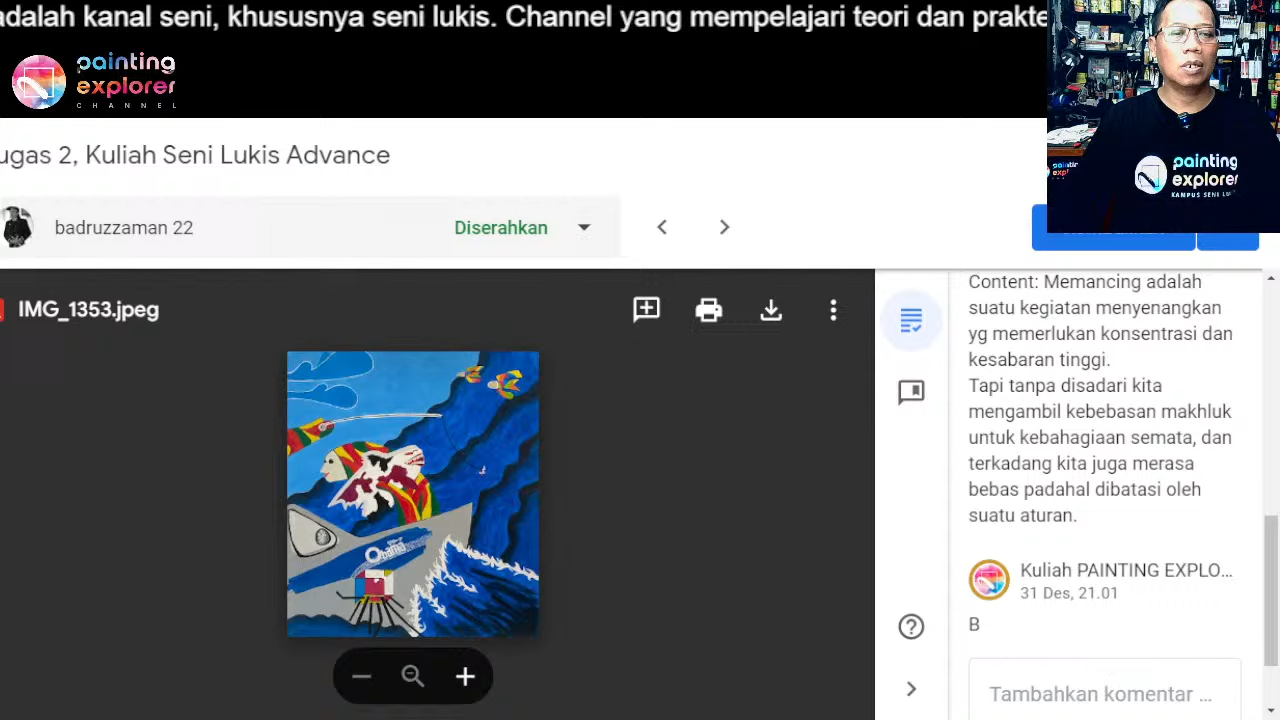 adalah kanal seni, khususnya seni lukis. Channel yang mempelajari teori dan prakte
painting
explorer
CHANNEL
ugas 2, Kuliah Seni Lukis Advance
painting
explorer
badruzzaman 22
Diserahkan
IMG_1353.jpeg
Content: Memancing adalah
suatu kegiatan menyenangkan
yg memerlukan konsentrasi dan
kesabaran tinggi.
Tapi tanpa disadari kita
mengambil kebebasan makhluk
untuk kebahagiaan semata, dan
terkadang kita juga merasa
bebas padahal dibatasi oleh
suatu aturan.
Kuliah PAINTING EXPLO...
31 Des, 21.01
B
Tambahkan komentar ...